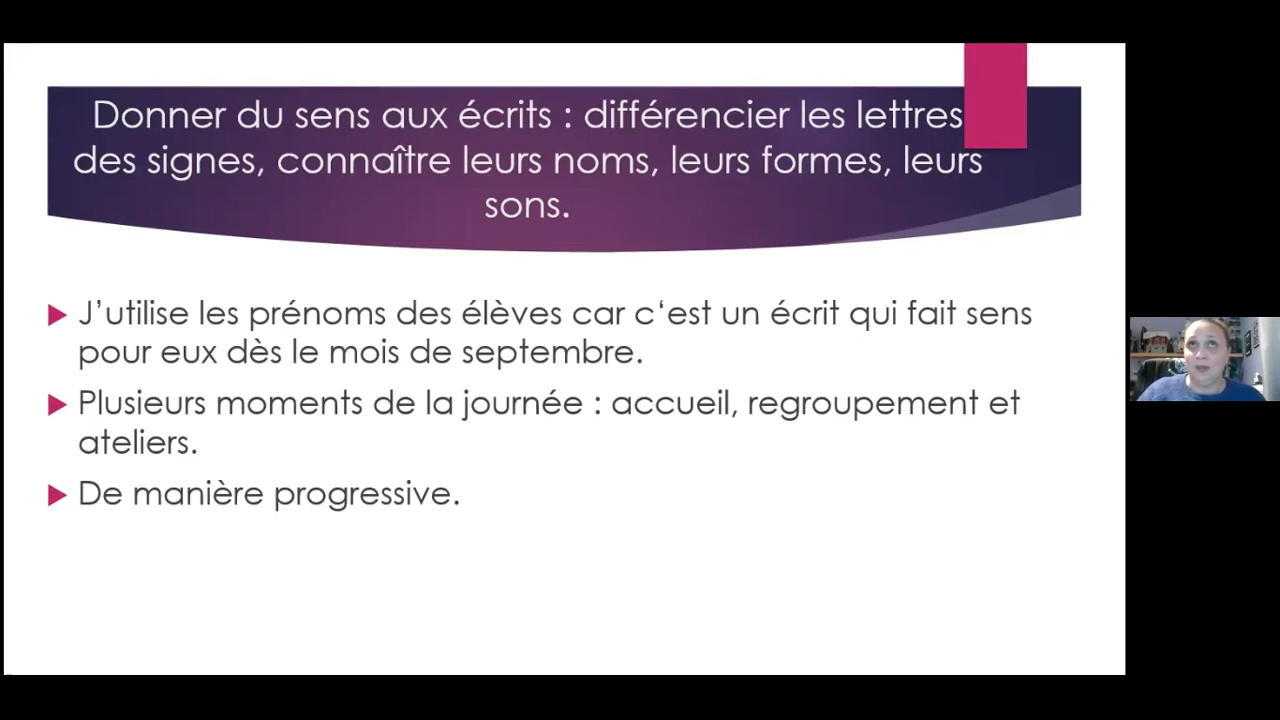 Donner du sens aux écrits : différencier les lettres
des signes, connaître leurs noms, leurs formes, leurs
sons.
J’utilise les prénoms des élèves car c‘est un écrit qui fait sens
pour eux dès le mois de septembre.
Plusieurs moments de la journée : accueil, regroupement et
ateliers.
De manière progressive.